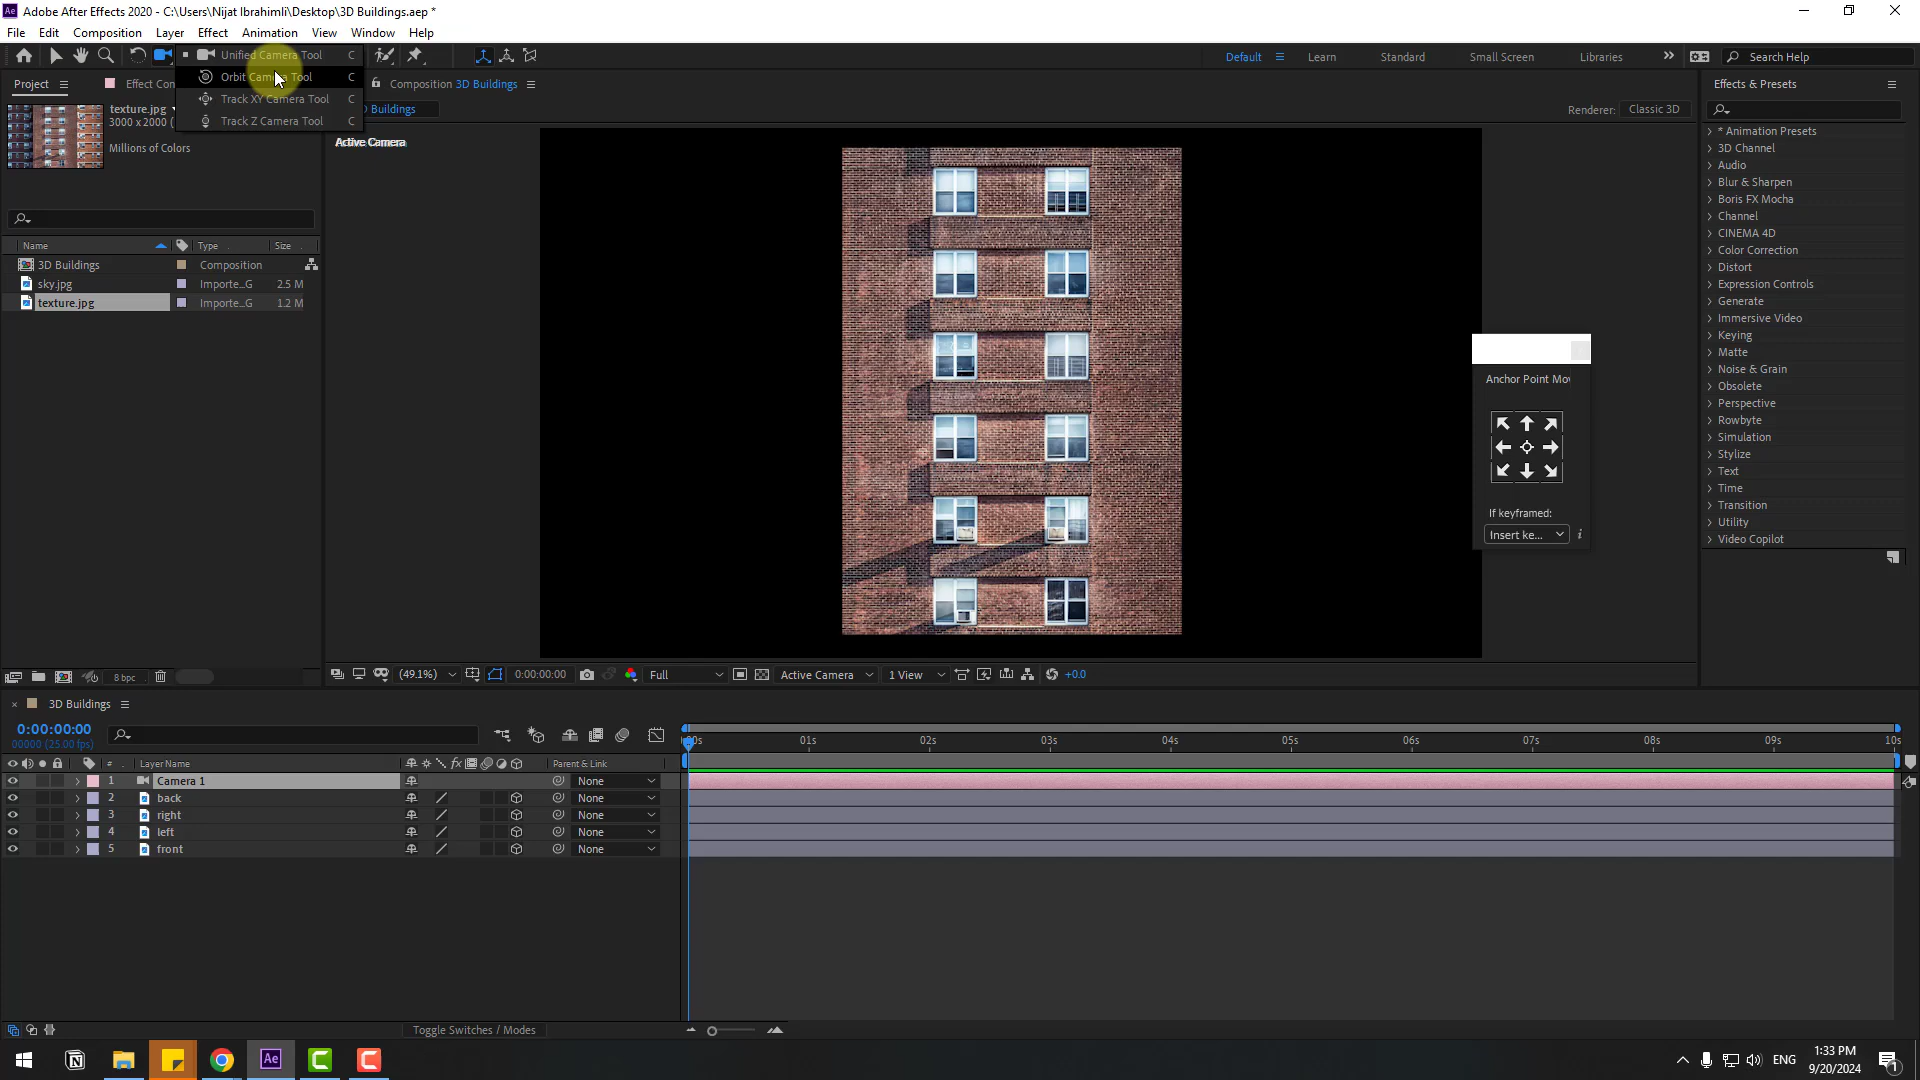 Adobe After Effects 2020 - C:\Users\Nijat Ibrahimli\Desktop\3D Buildings.aep *
File Edit Composition Layer Effect Animation View Window Help
Unified Camera Tool C
Orbit Camera Tool C
Track XY Camera Tool C
Track Z Camera Tool C
Default Learn Standard Small Screen Libraries Search Help
Project Effect Con
Composition 3D Buildings
Effects & Presets
texture.jpg
3000 x 2000
Millions of Colors
Buildings
Renderer: Classic 3D
Active Camera
Name Type Size
3D Buildings Composition
sky.jpg Importe...G 2.5 M
texture.jpg Importe...G 1.2 M
* Animation Presets
3D Channel
Audio
Blur & Sharpen
Boris FX Mocha
Channel
CINEMA 4D
Color Correction
Distort
Expression Controls
Generate
Immersive Video
Keying
Matte
Noise & Grain
Obsolete
Perspective
Rowbyte
Simulation
Stylize
Text
Time
Transition
Utility
Video Copilot
Anchor Point Mov
If keyframed:
Insert ke...
i
8 bpc
(49.1%) 0:00:00:00 Full Active Camera 1 View +0.0
3D Buildings
0:00:00:00
00000 (25.00 fps)
00s 01s 02s 03s 04s 05s 06s 07s 08s 09s 10s
# Layer Name fx Parent & Link
1 Camera 1 None
2 back None
3 right None
4 left None
5 front None
Toggle Switches / Modes
Ae
ENG
1:33 PM
9/20/2024
1